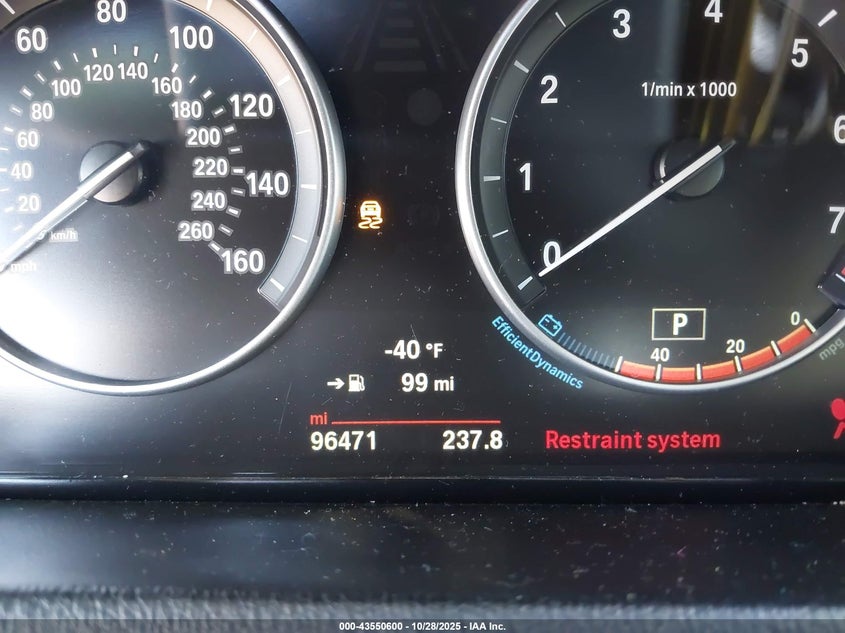 60
80
100
120
140
160
20
40
60
80
100
120
140
160
180
200
220
240
260
km/h
mph
0
1
2
3
4
5
6
7
1/min x 1000
P
40
20
0
mpg
EfficientDynamics
-40 °F
99 mi
mi
96471 237.8
Restraint system
000-43550600 - 10/28/2025 - IAA Inc.